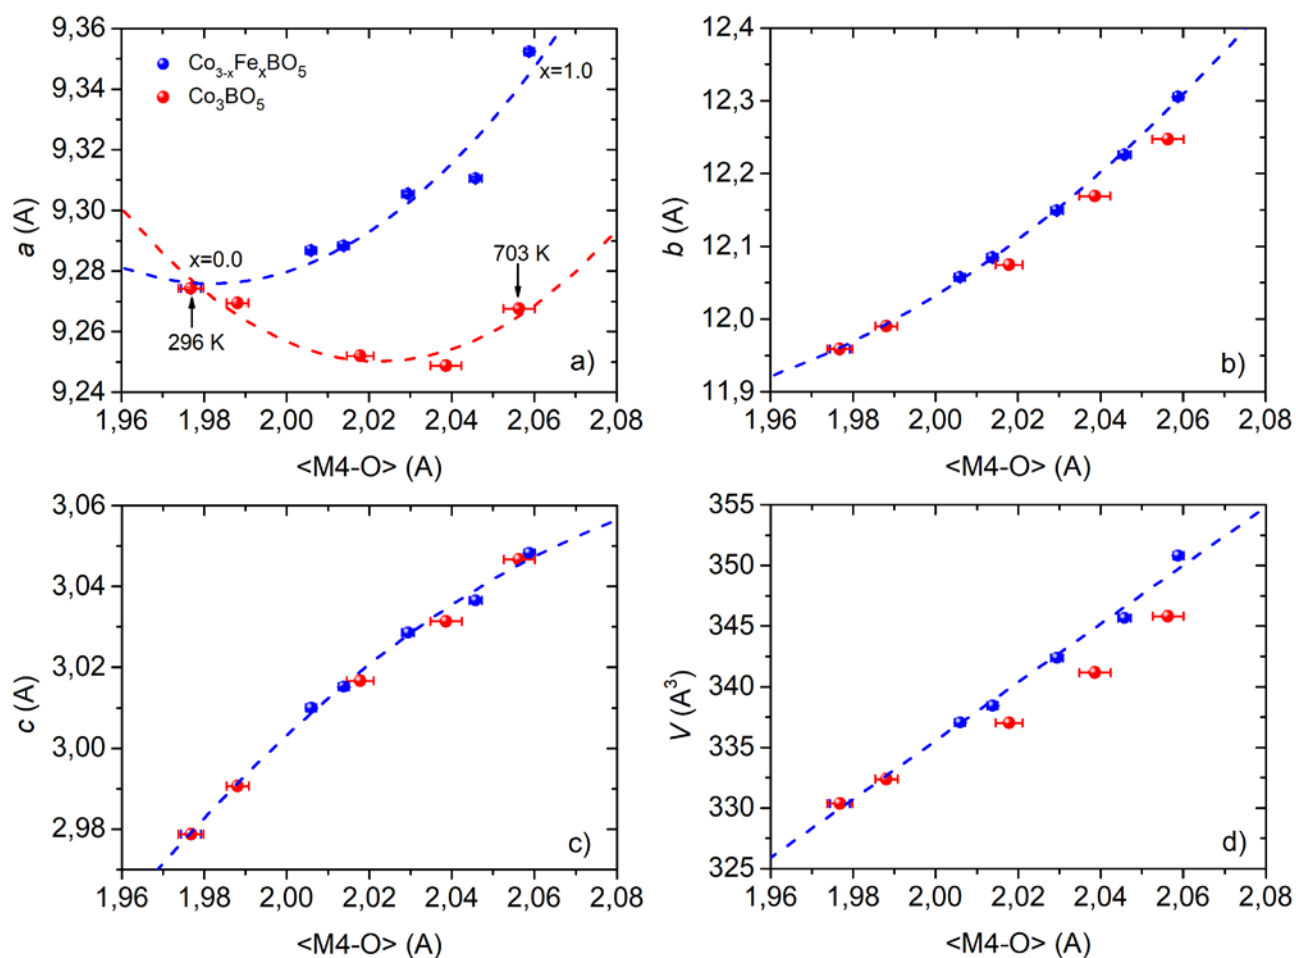 a)
a (A)
9,36
9,34
9,32
9,30
9,28
9,26
9,24
Co3-xFexBO5
Co3BO5
x=1.0
x=0.0
703 K
296 K
1,96 1,98 2,00 2,02 2,04 2,06 2,08
<M4-O> (A)
b)
b (A)
12,4
12,3
12,2
12,1
12,0
11,9
1,96 1,98 2,00 2,02 2,04 2,06 2,08
<M4-O> (A)
c)
c (A)
3,06
3,04
3,02
3,00
2,98
1,96 1,98 2,00 2,02 2,04 2,06 2,08
<M4-O> (A)
d)
V (A³)
355
350
345
340
335
330
325
1,96 1,98 2,00 2,02 2,04 2,06 2,08
<M4-O> (A)